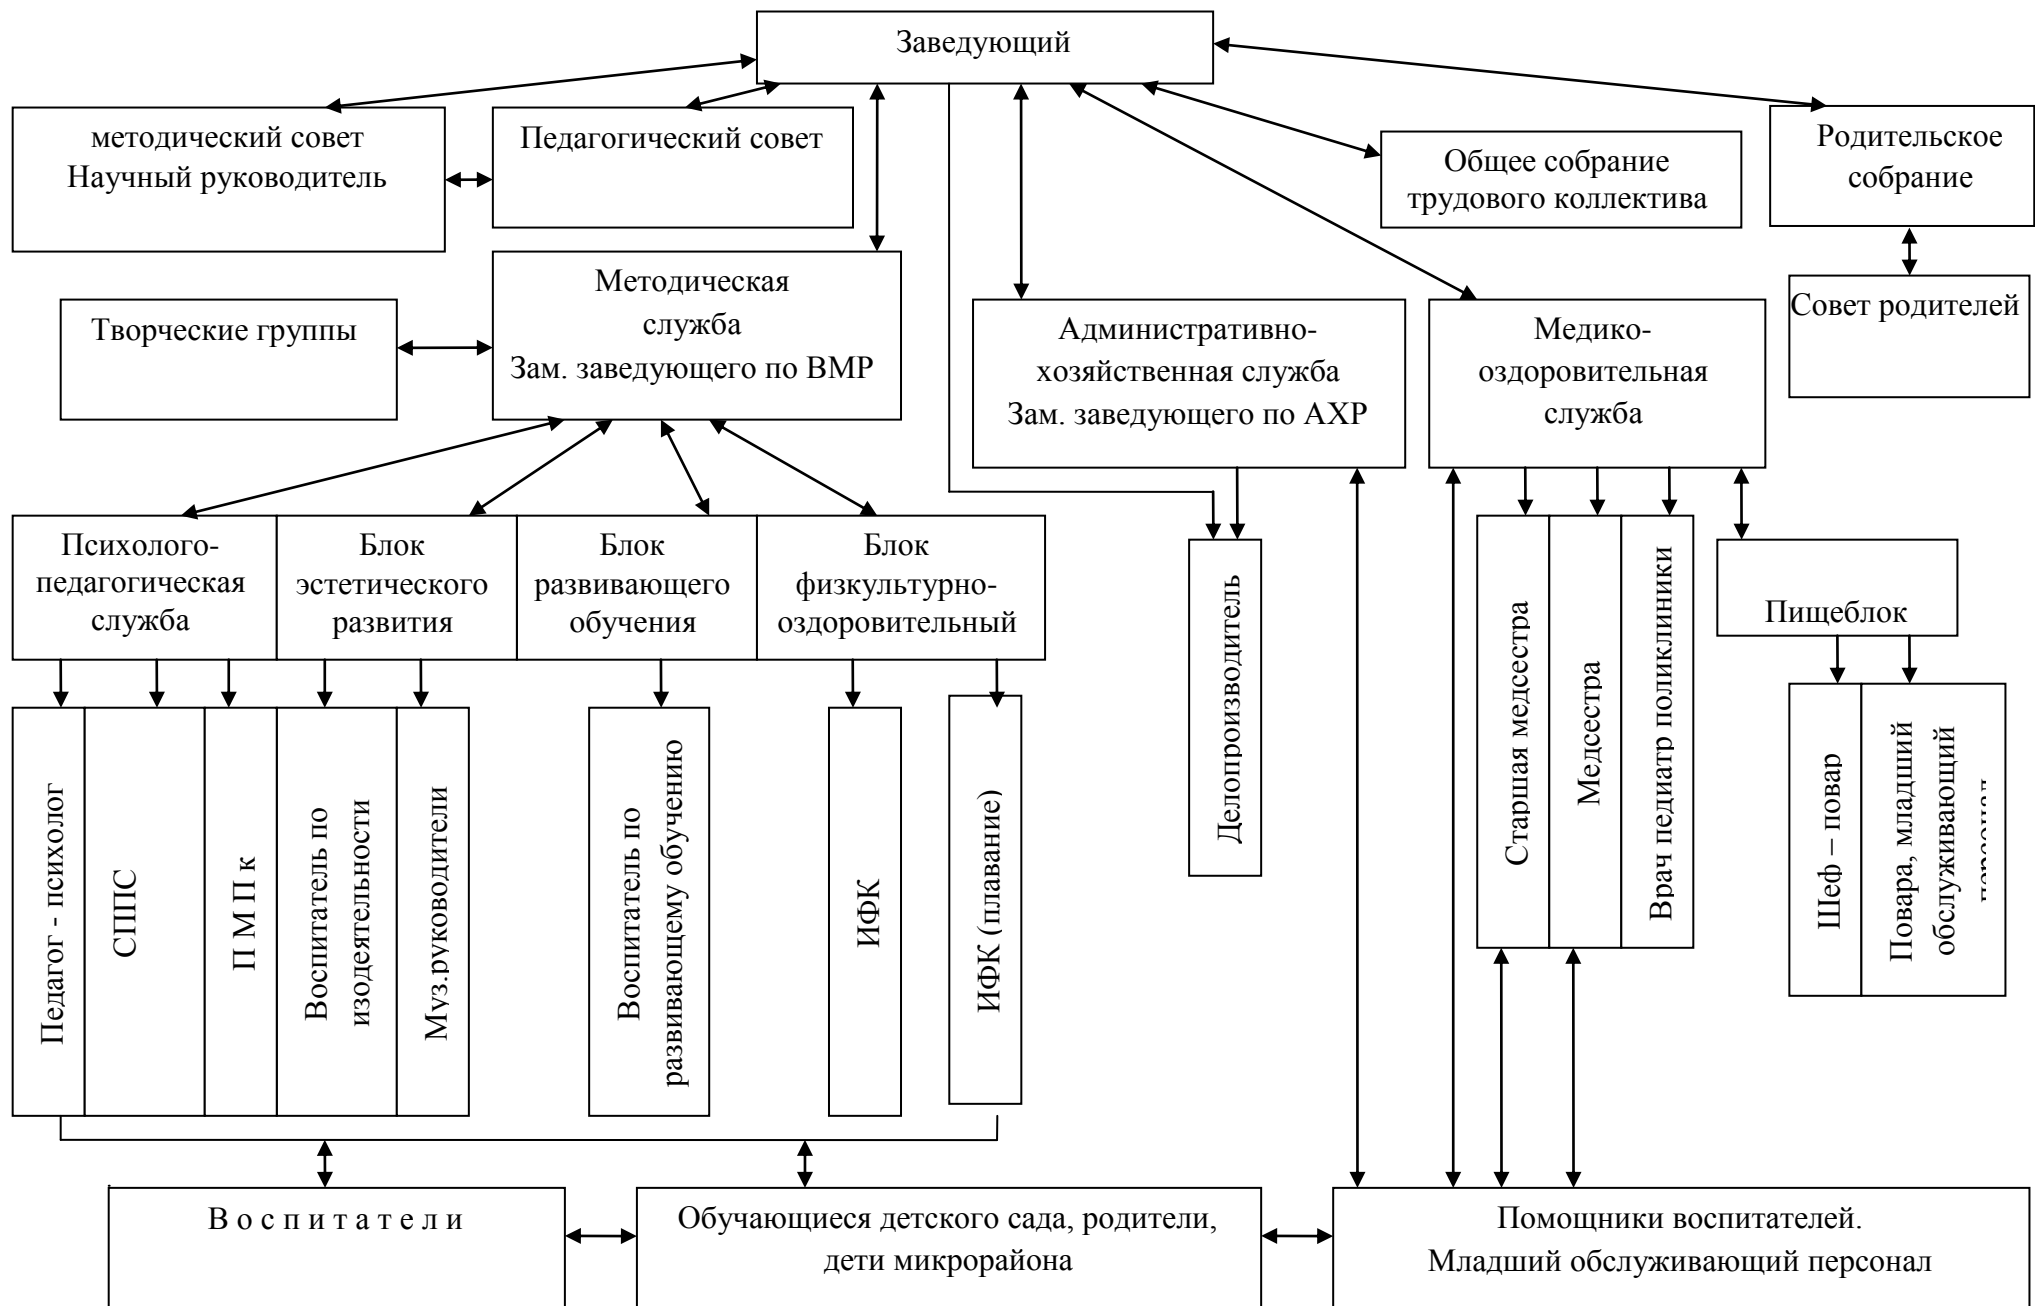 Заведующий
методический совет
Научный руководитель
Педагогический совет
Общее собрание
трудового коллектива
Родительское
собрание
Творческие группы
Методическая
служба
Зам. заведующего по ВМР
Административно-
хозяйственная служба
Зам. заведующего по АХР
Медико-
оздоровительная
служба
Совет родителей
Психолого-
педагогическая
служба
Блок
эстетического
развития
Блок
развивающего
обучения
Блок
физкультурно-
оздоровительный
Делопроизводитель
Старшая медсестра
Медсестра
Врач педиатр поликлиники
Пищеблок
Шеф – повар
Повара, младший
обслуживающий
Педагог - психолог
СППС
П М П к
Воспитатель по
изодеятельности
Муз.руководители
Воспитатель по
развивающему обучению
ИФК
ИФК (плавание)
В о с п и т а т е л и
Обучающиеся детского сада, родители,
дети микрорайона
Помощники воспитателей.
Младший обслуживающий персонал